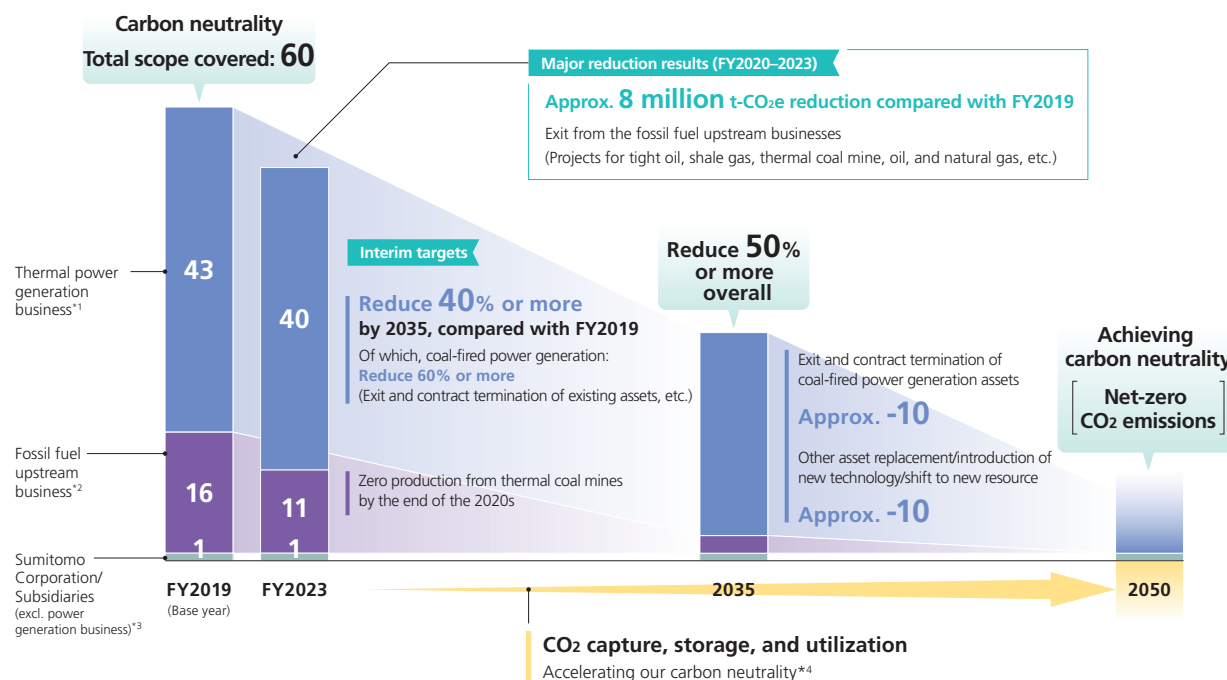 Carbon neutrality
Total scope covered: 60
Major reduction results (FY2020–2023)
Approx. 8 million t-CO₂e reduction compared with FY2019
Exit from the fossil fuel upstream businesses
(Projects for tight oil, shale gas, thermal coal mine, oil, and natural gas, etc.)
Thermal power
generation
business*1
43
40
Interim targets
Reduce 40% or more
by 2035, compared with FY2019
Of which, coal-fired power generation:
Reduce 60% or more
(Exit and contract termination of existing assets, etc.)
Reduce 50%
or more
overall
Exit and contract termination of
coal-fired power generation assets
Approx. -10
Other asset replacement/introduction of
new technology/shift to new resource
Approx. -10
Achieving
carbon neutrality
Net-zero
CO₂ emissions
Fossil fuel
upstream
business*2
16
11
Zero production from thermal coal mines
by the end of the 2020s
1
1
Sumitomo
Corporation/
Subsidiaries
(excl. power
generation business)*3
FY2019
(Base year)
FY2023
2035
2050
CO₂ capture, storage, and utilization
Accelerating our carbon neutrality*4